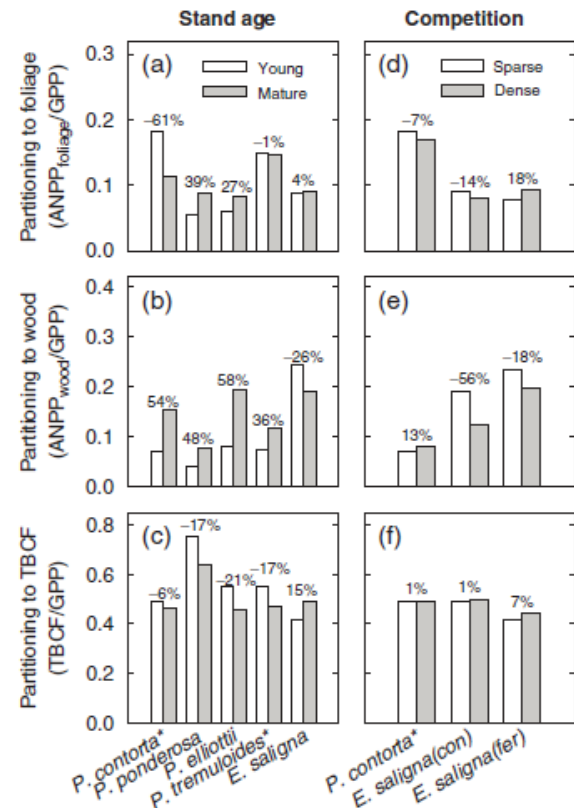 Stand age
Competition
Partitioning to foliage
(ANPPfoliage/GPP)
0.3
0.2
0.1
0.0
(a)
Young
Mature
−61%
39%
27%
−1%
4%
(d)
Sparse
Dense
−7%
−14%
18%
Partitioning to wood
(ANPPwood/GPP)
0.4
0.3
0.2
0.1
0.0
(b)
54%
48%
58%
36%
−26%
(e)
13%
−56%
−18%
Partitioning to TBCF
(TBCF/GPP)
0.8
0.6
0.4
0.2
0.0
(c)
−6%
−17%
−21%
−17%
15%
(f)
1%
1%
7%
P. contorta*
P. ponderosa
P. elliottii
P. tremuloides*
E. saligna
P. contorta*
E. saligna(con)
E. saligna(fer)